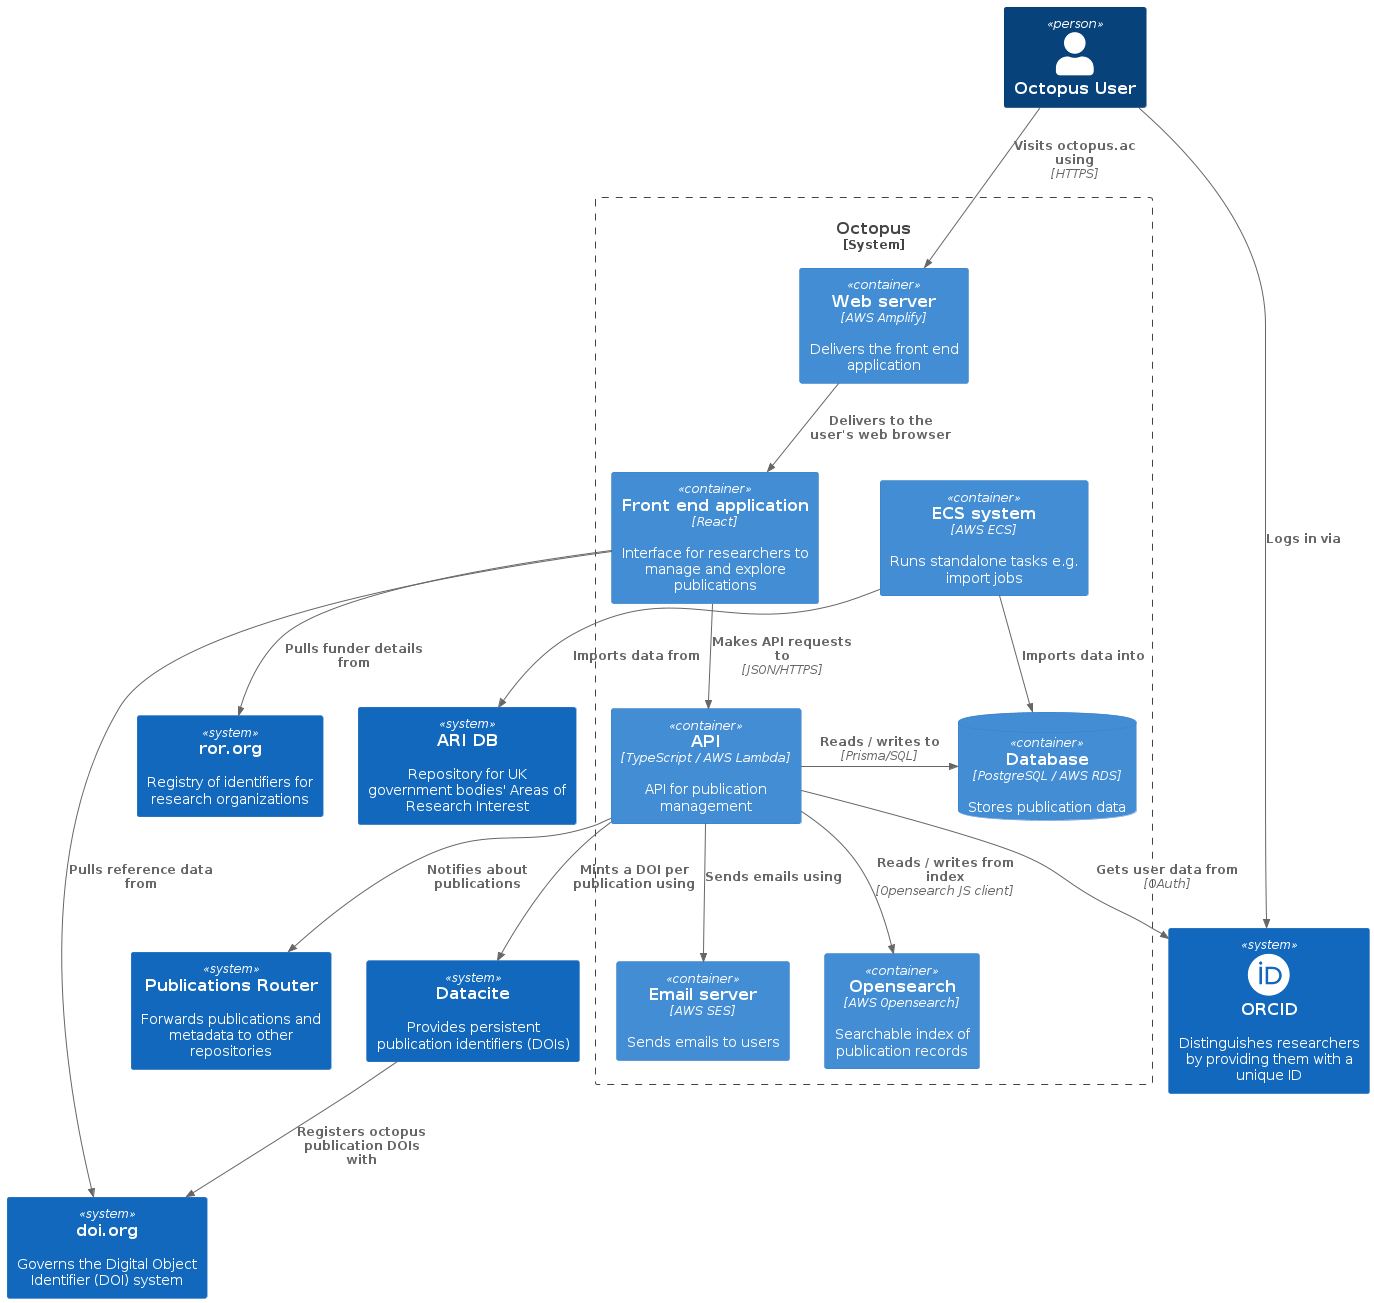 «person»
Octopus User
Visits octopus.ac
using
[HTTPS]
Octopus
[System]
«container»
Web server
[AWS Amplify]
Delivers the front end
application
Delivers to the
user's web browser
«container»
Front end application
[React]
Interface for researchers to
manage and explore
publications
«container»
ECS system
[AWS ECS]
Runs standalone tasks e.g.
import jobs
Logs in via
Pulls funder details
from
Imports data from
Makes API requests
to
[JSON/HTTPS]
Imports data into
«system»
ror.org
Registry of identifiers for
research organizations
«system»
ARI DB
Repository for UK
government bodies' Areas of
Research Interest
«container»
API
[TypeScript / AWS Lambda]
API for publication
management
Reads / writes to
[Prisma/SQL]
«container»
Database
[PostgreSQL / AWS RDS]
Stores publication data
Pulls reference data
from
Notifies about
publications
Mints a DOI per
publication using
Sends emails using
Reads / writes from
index
[Opensearch JS client]
Gets user data from
[OAuth]
«system»
Publications Router
Forwards publications and
metadata to other
repositories
«system»
Datacite
Provides persistent
publication identifiers (DOIs)
«container»
Email server
[AWS SES]
Sends emails to users
«container»
Opensearch
[AWS Opensearch]
Searchable index of
publication records
«system»
iD
ORCID
Distinguishes researchers
by providing them with a
unique ID
Registers octopus
publication DOIs
with
«system»
doi.org
Governs the Digital Object
Identifier (DOI) system